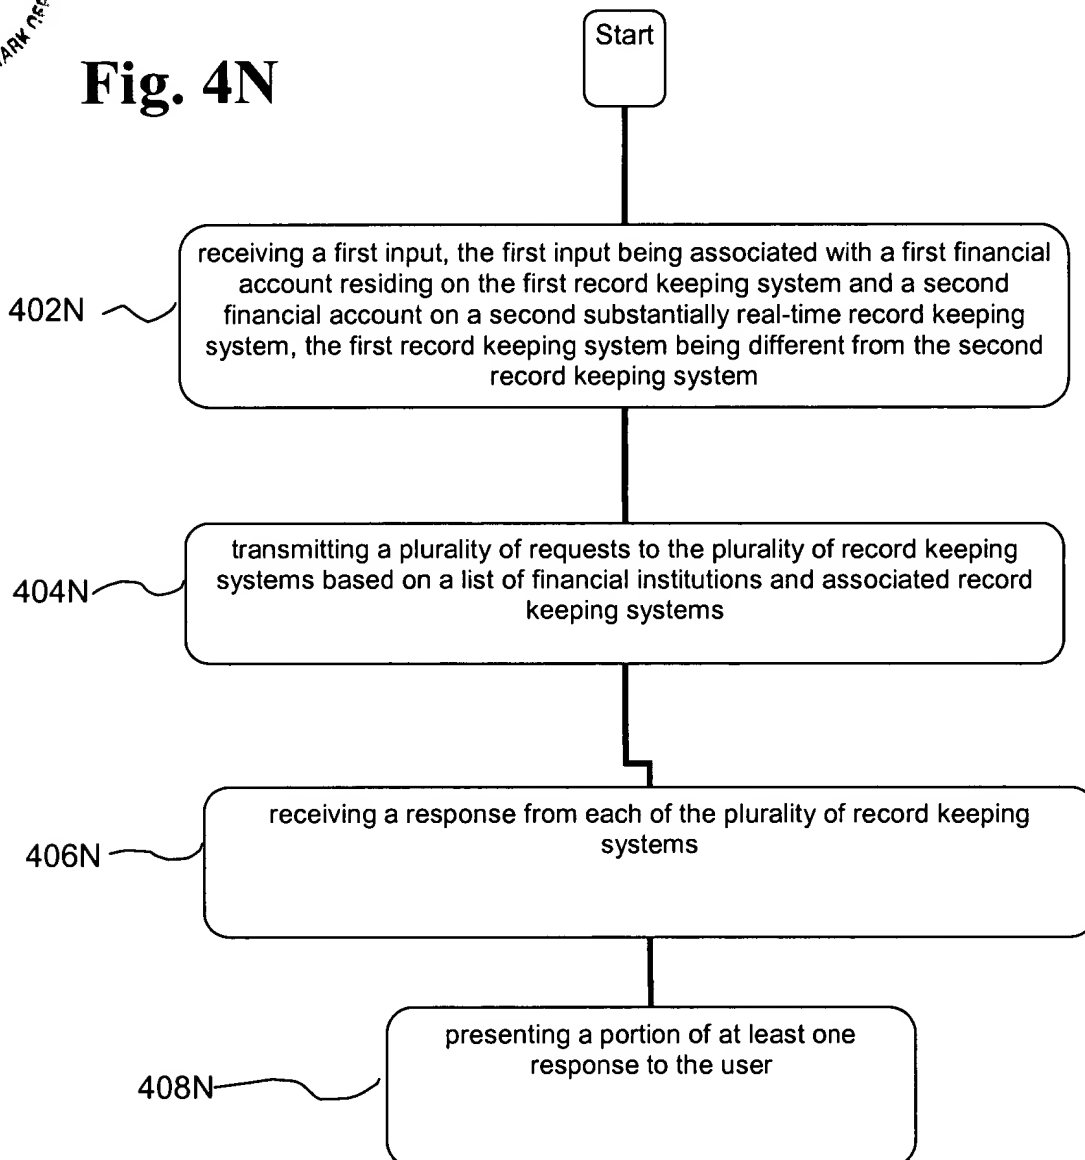 Fig. 4N
Start
receiving a first input, the first input being associated with a first financial
account residing on the first record keeping system and a second
financial account on a second substantially real-time record keeping
system, the first record keeping system being different from the second
record keeping system
402N
transmitting a plurality of requests to the plurality of record keeping
systems based on a list of financial institutions and associated record
keeping systems
404N
receiving a response from each of the plurality of record keeping
systems
406N
presenting a portion of at least one
response to the user
408N